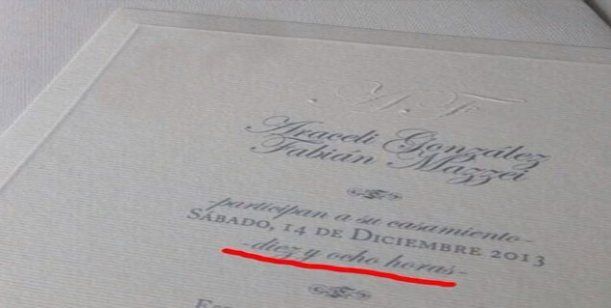 A. F
Araceli González
Fabián Mazzei
-participan a su casamiento-
SÁBADO, 14 DE DICIEMBRE 2013
-diez y ocho horas-